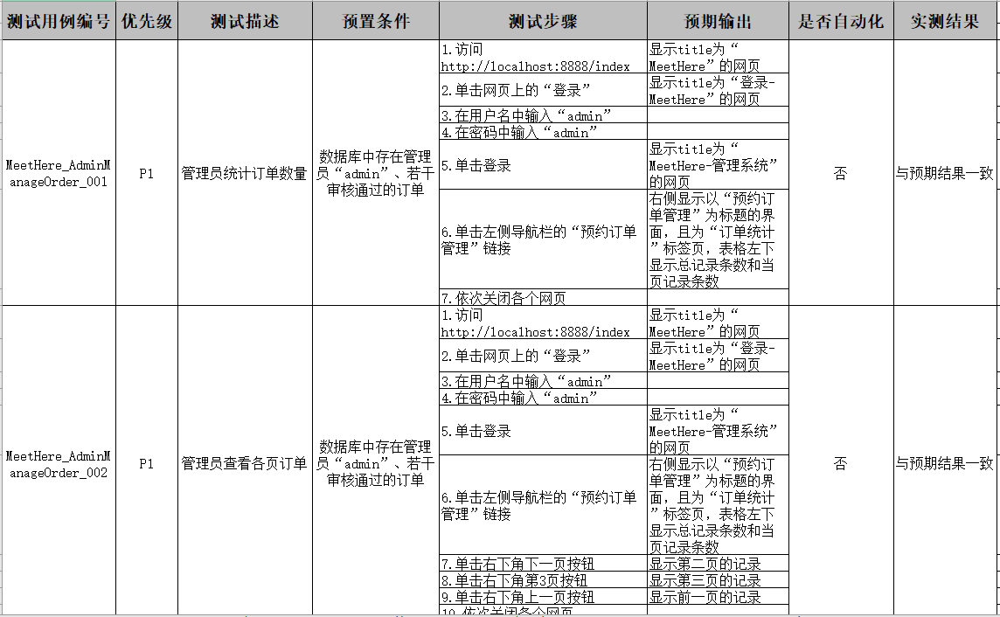 测试用例编号 优先级 测试描述 预置条件 测试步骤 预期输出 是否自动化 实测结果
MeetHere_AdminM
anageOrder_001
P1
管理员统计订单数量
数据库中存在管理
员“admin”、若干
审核通过的订单
1.访问
http://localhost:8888/index
显示title为“
MeetHere”的网页
2.单击网页上的“登录”
显示title为“登录-
MeetHere”的网页
3.在用户名中输入“admin”
4.在密码中输入“admin”
5.单击登录
显示title为“
MeetHere-管理系统”
的网页
6.单击左侧导航栏的“预约订单
管理”链接
右侧显示以“预约订
单管理”为标题的界
面，且为“订单统计
”标签页，表格左下
显示总记录条数和当
页记录条数
7.依次关闭各个网页
否
与预期结果一致
MeetHere_AdminM
anageOrder_002
P1
管理员查看各页订单
数据库中存在管理
员“admin”、若干
审核通过的订单
1.访问
http://localhost:8888/index
显示title为“
MeetHere”的网页
2.单击网页上的“登录”
显示title为“登录-
MeetHere”的网页
3.在用户名中输入“admin”
4.在密码中输入“admin”
5.单击登录
显示title为“
MeetHere-管理系统”
的网页
6.单击左侧导航栏的“预约订单
管理”链接
右侧显示以“预约订
单管理”为标题的界
面，且为“订单统计
”标签页，表格左下
显示总记录条数和当
页记录条数
7.单击右下角下一页按钮
显示第二页的记录
8.单击右下角第3页按钮
显示第三页的记录
9.单击右下角上一页按钮
显示前一页的记录
10.依次关闭各个网页
否
与预期结果一致